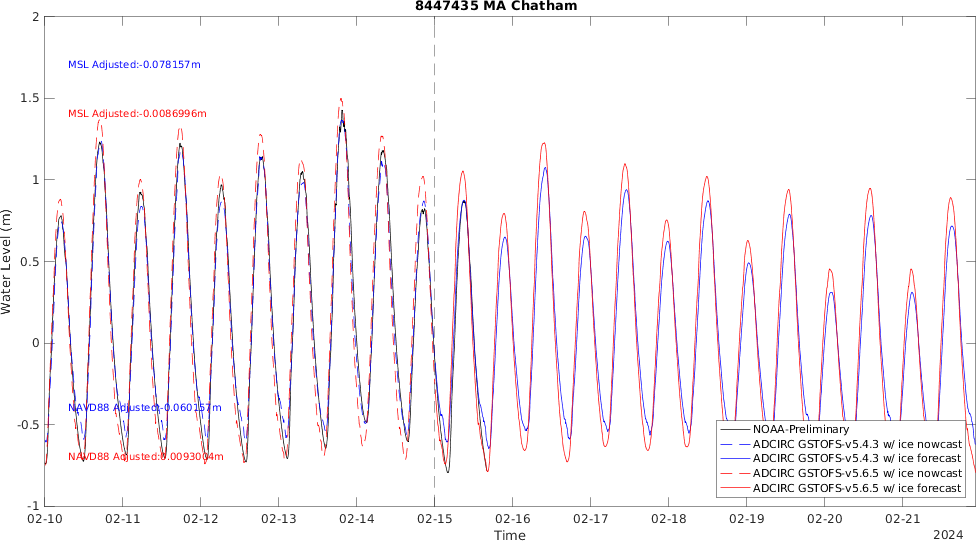 8447435 MA Chatham
2
1.5
1
0.5
0
-0.5
-1
Water Level (m)
MSL Adjusted:-0.078157m
MSL Adjusted:-0.0086996m
NAVD88 Adjusted:-0.060157m
NAVD88 Adjusted:0.0093004m
NOAA-Preliminary
ADCIRC GSTOFS-v5.4.3 w/ ice nowcast
ADCIRC GSTOFS-v5.4.3 w/ ice forecast
ADCIRC GSTOFS-v5.6.5 w/ ice nowcast
ADCIRC GSTOFS-v5.6.5 w/ ice forecast
02-10 02-11 02-12 02-13 02-14 02-15 02-16 02-17 02-18 02-19 02-20 02-21
Time
2024